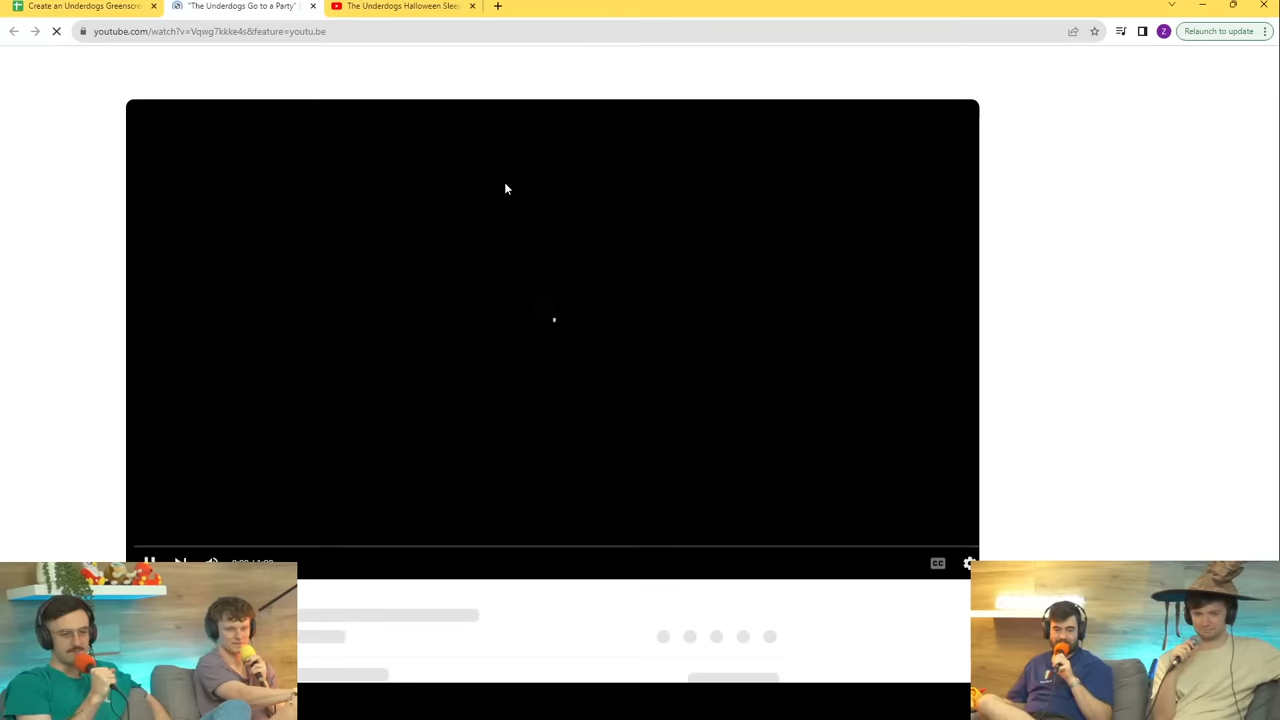 Create an Underdogs Greenscre
"The Underdogs Go to a Party"
The Underdogs Halloween Slee
youtube.com/watch?v=Vqwg7kkke4s&feature=youtu.be
Z
Relaunch to update
CC